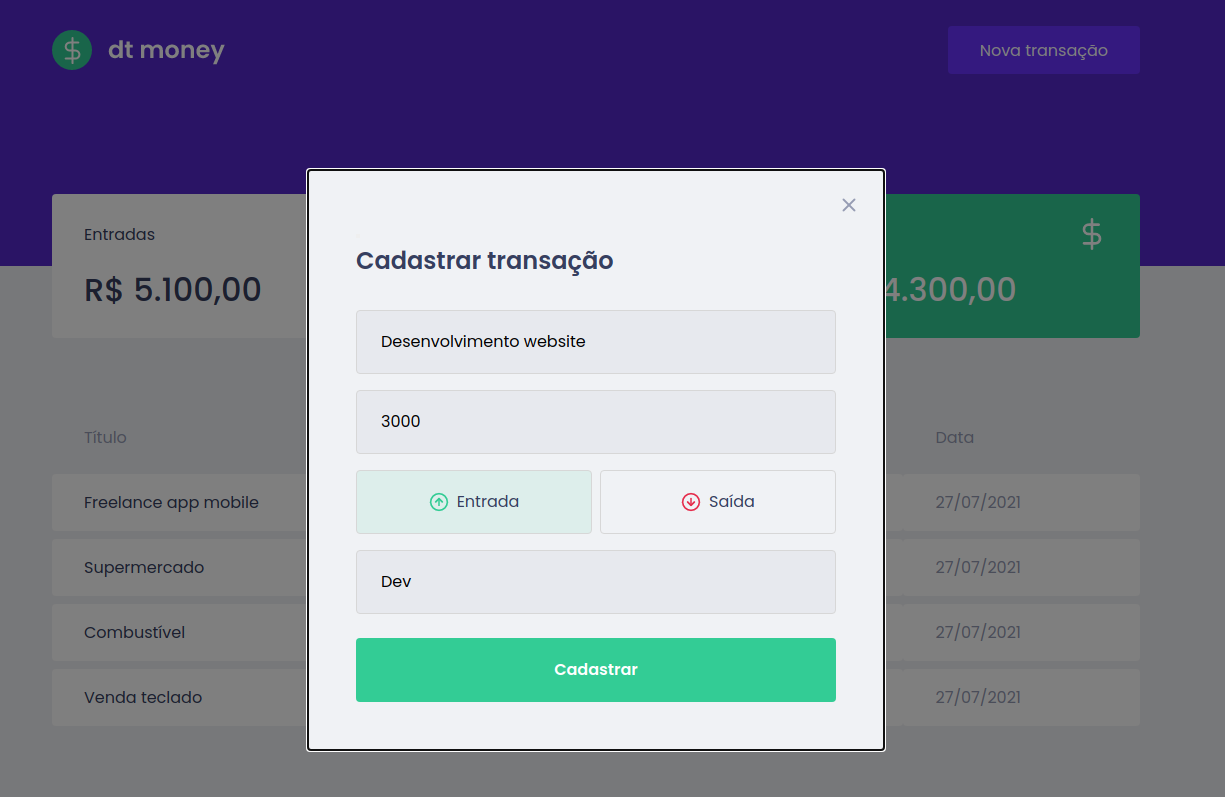 dt money
Nova transação
Entradas
R$ 5.100,00
4.300,00
Cadastrar transação
Desenvolvimento website
3000
Entrada
Saída
Dev
Cadastrar
Título
Data
Freelance app mobile
27/07/2021
Supermercado
27/07/2021
Combustível
27/07/2021
Venda teclado
27/07/2021